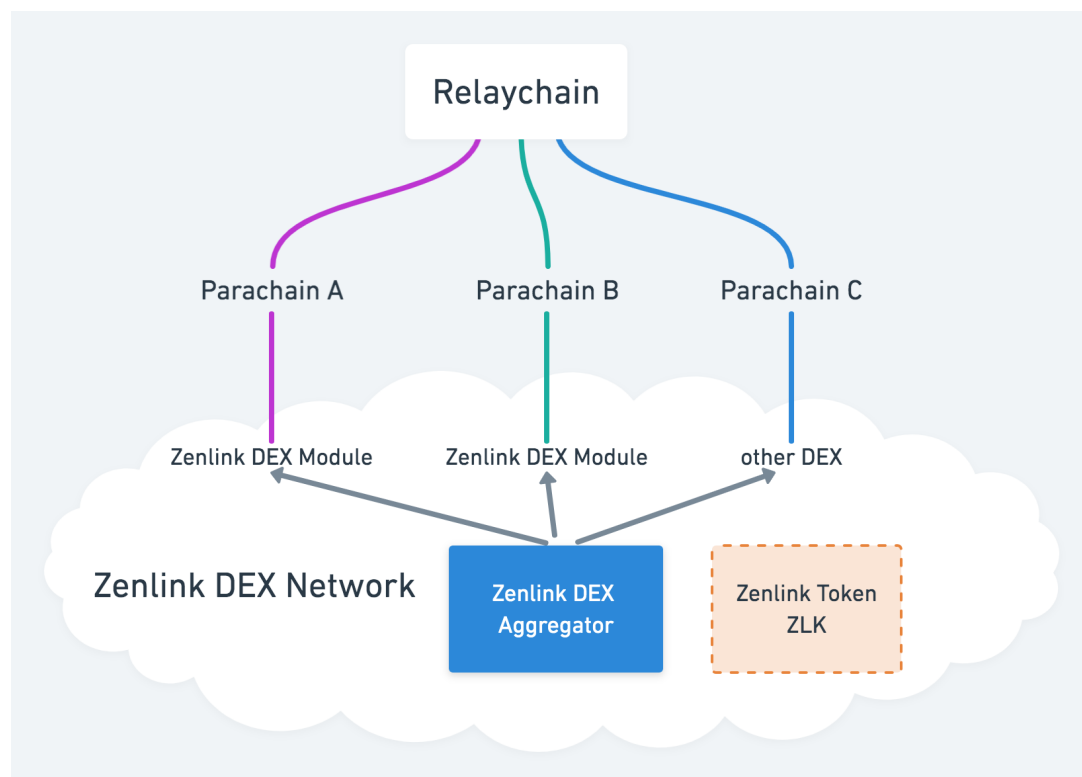 Relaychain
Parachain A
Parachain B
Parachain C
Zenlink DEX Module
Zenlink DEX Module
other DEX
Zenlink DEX Network
Zenlink DEX
Aggregator
Zenlink Token
ZLK